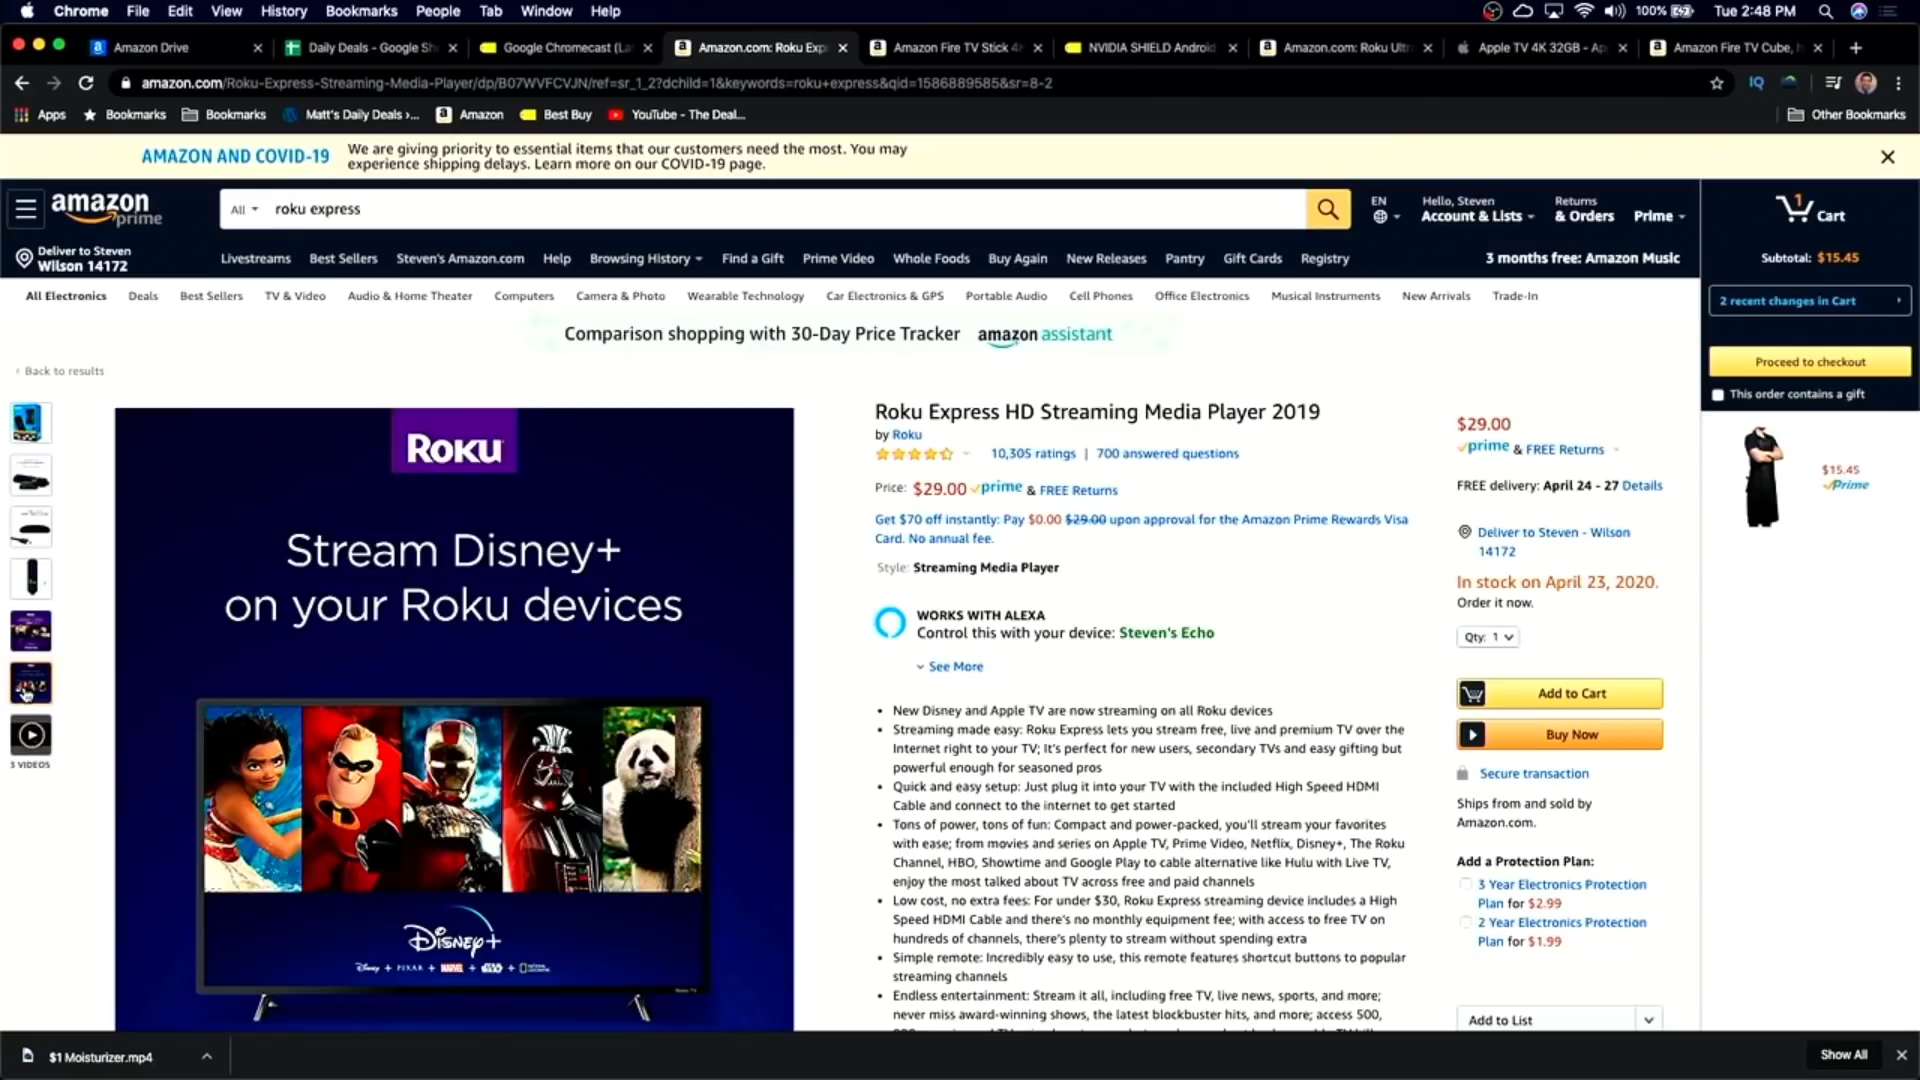 Chrome File Edit View History Bookmarks People Tab Window Help 100% Tue 2:48 PM
Amazon Drive Daily Deals - Google Sh Google Chromecast (La Amazon.com: Roku Exp Amazon Fire TV Stick 4 NVIDIA SHIELD Android Amazon.com: Roku Ultr Apple TV 4K 32GB - Ap Amazon Fire TV Cube, h
amazon.com/Roku-Express-Streaming-Media-Player/dp/B07WVFCVJN/ref=sr_1_2?dchild=1&keywords=roku+express&qid=1586889585&sr=8-2
Apps Bookmarks Bookmarks Matt's Daily Deals >... Amazon Best Buy YouTube - The Deal... Other Bookmarks
AMAZON AND COVID-19
We are giving priority to essential items that our customers need the most. You may
experience shipping delays. Learn more on our COVID-19 page.
amazon prime
All roku express
EN
Hello, Steven
Account & Lists
Returns
& Orders
Prime
1 Cart
Deliver to Steven
Wilson 14172
Livestreams Best Sellers Steven's Amazon.com Help Browsing History Find a Gift Prime Video Whole Foods Buy Again New Releases Pantry Gift Cards Registry 3 months free: Amazon Music
Subtotal: $15.45
2 recent changes in Cart
Proceed to checkout
This order contains a gift
$15.45
prime
All Electronics Deals Best Sellers TV & Video Audio & Home Theater Computers Camera & Photo Wearable Technology Car Electronics & GPS Portable Audio Cell Phones Office Electronics Musical Instruments New Arrivals Trade-In
Comparison shopping with 30-Day Price Tracker amazon assistant
‹ Back to results
3 VIDEOS
ROKU
Stream Disney+
on your Roku devices
Disney+
Disney + PIXAR + MARVEL + STAR WARS + NATIONAL GEOGRAPHIC
Roku Express HD Streaming Media Player 2019
by Roku
10,305 ratings | 700 answered questions
Price: $29.00 prime & FREE Returns
Get $70 off instantly: Pay $0.00 $29.00 upon approval for the Amazon Prime Rewards Visa
Card. No annual fee.
Style: Streaming Media Player
WORKS WITH ALEXA
Control this with your device: Steven's Echo
See More
• New Disney and Apple TV are now streaming on all Roku devices
• Streaming made easy: Roku Express lets you stream free, live and premium TV over the
Internet right to your TV; It's perfect for new users, secondary TVs and easy gifting but
powerful enough for seasoned pros
• Quick and easy setup: Just plug it into your TV with the included High Speed HDMI
Cable and connect to the internet to get started
• Tons of power, tons of fun: Compact and power-packed, you'll stream your favorites
with ease; from movies and series on Apple TV, Prime Video, Netflix, Disney+, The Roku
Channel, HBO, Showtime and Google Play to cable alternative like Hulu with Live TV,
enjoy the most talked about TV across free and paid channels
• Low cost, no extra fees: For under $30, Roku Express streaming device includes a High
Speed HDMI Cable and there's no monthly equipment fee; with access to free TV on
hundreds of channels, there's plenty to stream without spending extra
• Simple remote: Incredibly easy to use, this remote features shortcut buttons to popular
streaming channels
• Endless entertainment: Stream it all, including free TV, live news, sports, and more;
never miss award-winning shows, the latest blockbuster hits, and more; access 500,
$29.00
prime & FREE Returns
FREE delivery: April 24 - 27 Details
Deliver to Steven - Wilson
14172
In stock on April 23, 2020.
Order it now.
Qty: 1
Add to Cart
Buy Now
Secure transaction
Ships from and sold by
Amazon.com.
Add a Protection Plan:
3 Year Electronics Protection
Plan for $2.99
2 Year Electronics Protection
Plan for $1.99
Add to List
$1 Moisturizer.mp4
Show All